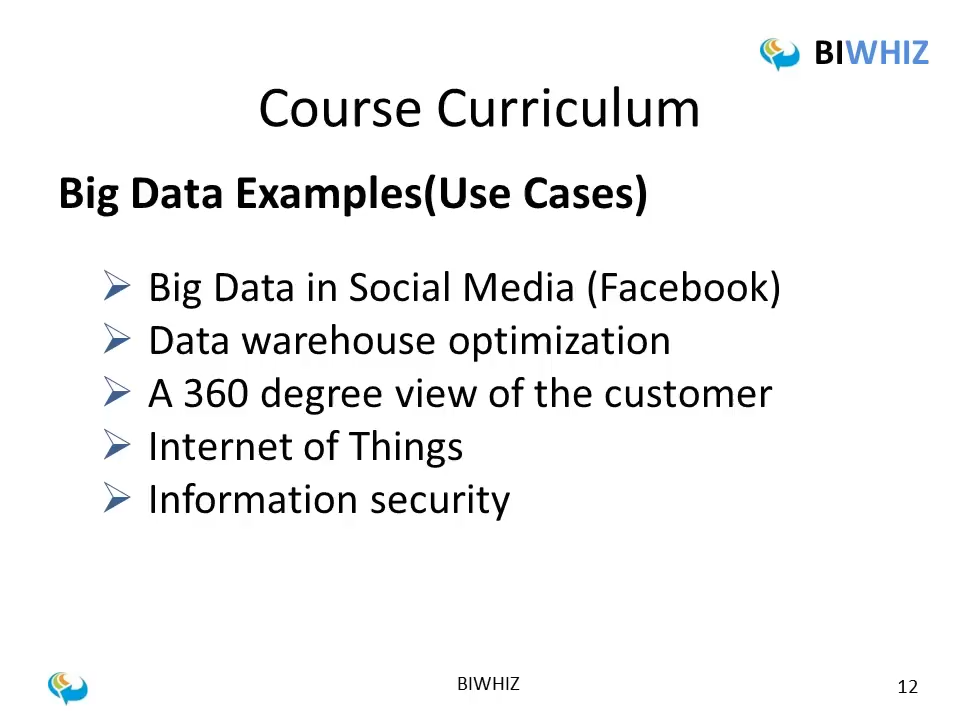 BIWHIZ
Course Curriculum
Big Data Examples(Use Cases)
Big Data in Social Media (Facebook)
Data warehouse optimization
A 360 degree view of the customer
Internet of Things
Information security
BIWHIZ
12